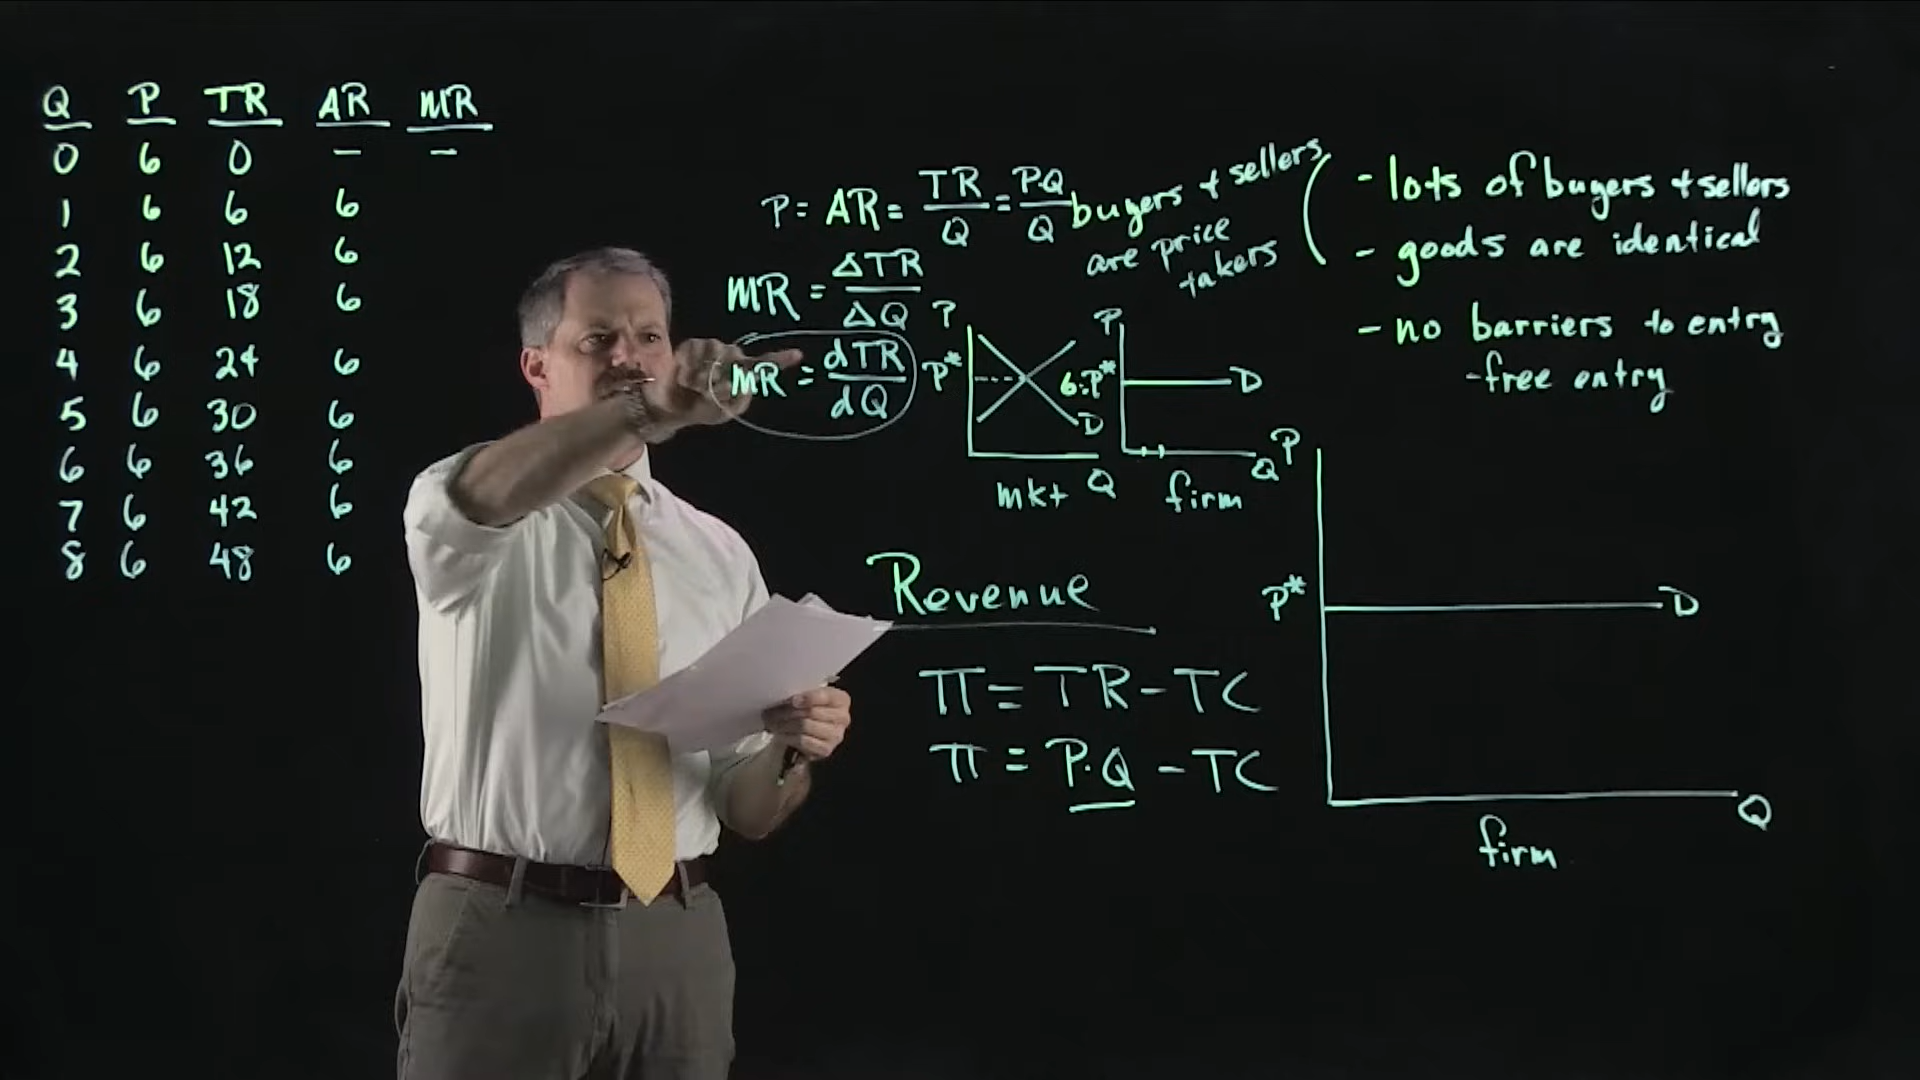 Q P TR AR MR
0 6 0 – –
1 6 6 6
2 6 12 6
3 6 18 6
4 6 24 6
5 6 30 6
6 6 36 6
7 6 42 6
8 6 48 6
P = AR = TR/Q = P·Q/Q
MR = ΔTR/ΔQ
MR = dTR/dQ
buyers + sellers
are price
takers
- lots of buyers + sellers
- goods are identical
- no barriers to entry
- free entry
P
P*
D
Q
mkt
P
6=P*
D
Q
firm
Revenue
π = TR - TC
π = P·Q - TC
P
P*
D
Q
firm